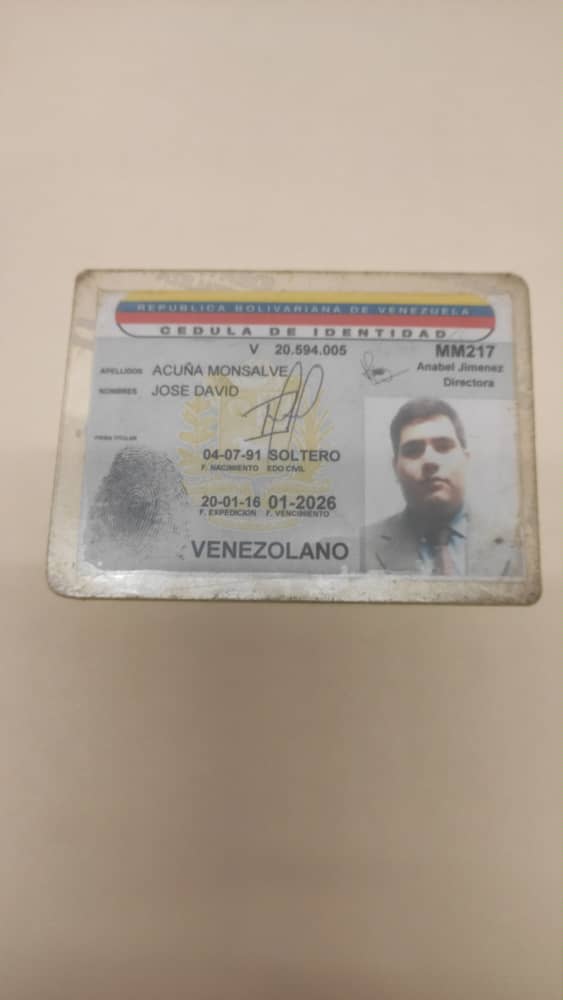 REPUBLICA BOLIVARIANA DE VENEZUELA
CEDULA DE IDENTIDAD
V 20.594.005
MM217
APELLIDOS ACUÑA MONSALVE
Anabel Jimenez
Directora
NOMBRES JOSE DAVID
FIRMA TITULAR
04-07-91 SOLTERO
F. NACIMIENTO EDO CIVIL
20-01-16 01-2026
F. EXPEDICION F. VENCIMIENTO
VENEZOLANO